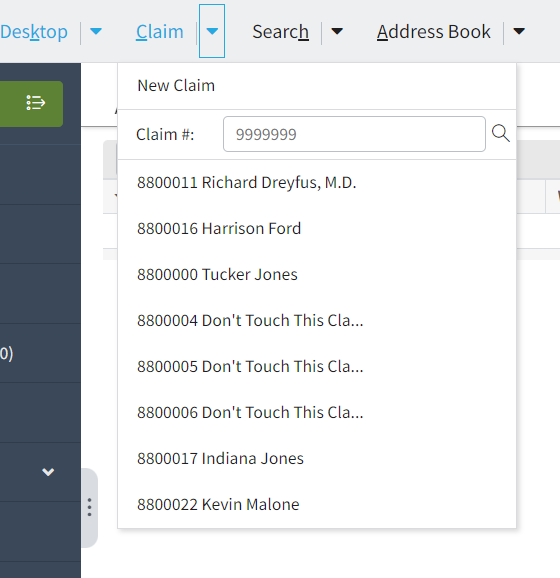 Desktop Claim Search Address Book
New Claim
Claim #: 9999999
8800011 Richard Dreyfus, M.D.
8800016 Harrison Ford
8800000 Tucker Jones
8800004 Don't Touch This Cla...
0)
8800005 Don't Touch This Cla...
8800006 Don't Touch This Cla...
8800017 Indiana Jones
8800022 Kevin Malone